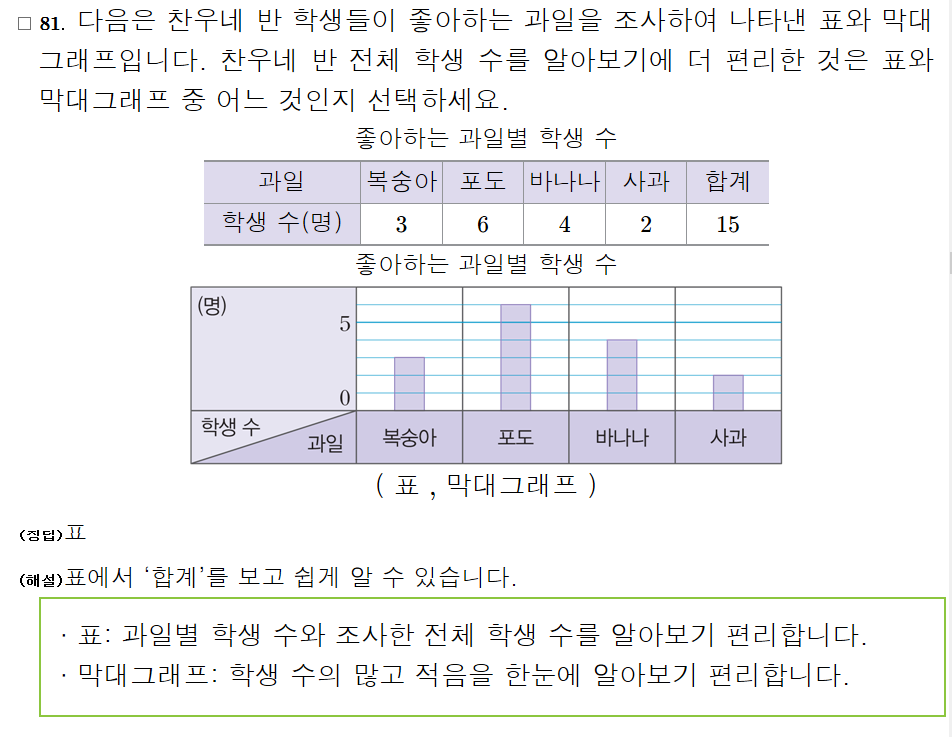 □ 81. 다음은 찬우네 반 학생들이 좋아하는 과일을 조사하여 나타낸 표와 막대
그래프입니다. 찬우네 반 전체 학생 수를 알아보기에 더 편리한 것은 표와
막대그래프 중 어느 것인지 선택하세요.
좋아하는 과일별 학생 수
과일 복숭아 포도 바나나 사과 합계
학생 수(명) 3 6 4 2 15
좋아하는 과일별 학생 수
(명)
5
0
학생 수 과일 복숭아 포도 바나나 사과
( 표 , 막대그래프 )
(정답)표
(해설)표에서 ‘합계’를 보고 쉽게 알 수 있습니다.
· 표: 과일별 학생 수와 조사한 전체 학생 수를 알아보기 편리합니다.
· 막대그래프: 학생 수의 많고 적음을 한눈에 알아보기 편리합니다.